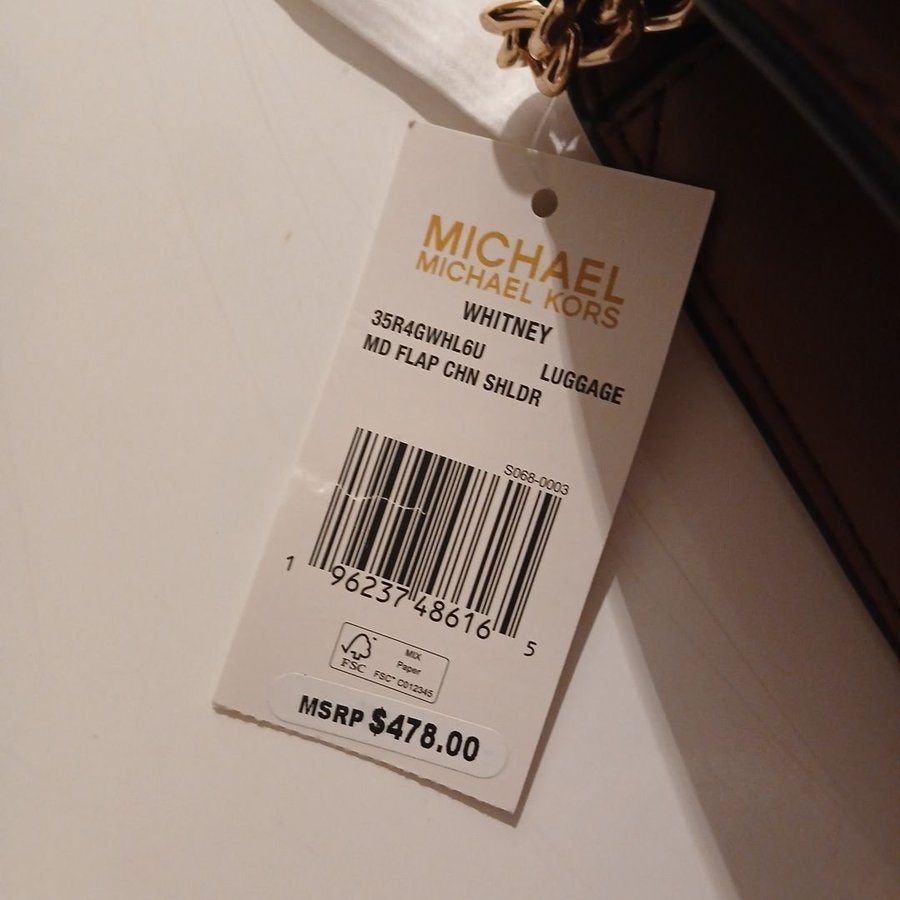 MICHAEL
MICHAEL KORS
WHITNEY
35R4GWHL6U LUGGAGE
MD FLAP CHN SHLDR
S068-0003
1 96237 48616 5
FSC
MIX
Paper
FSC™ C012345
MSRP $478.00